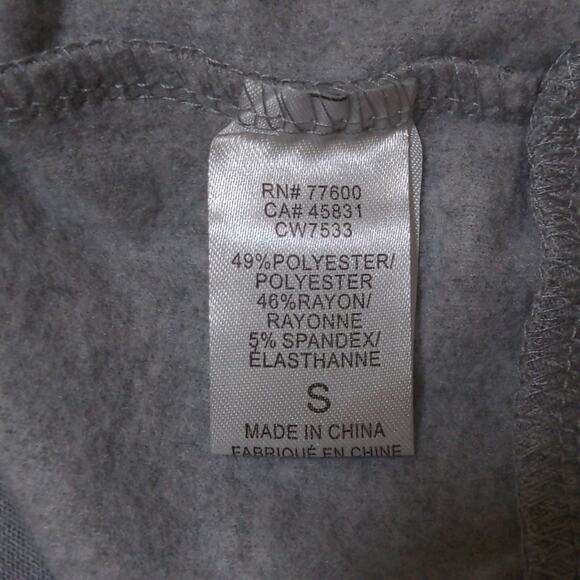 RN# 77600
CA# 45831
CW7533
49%POLYESTER/
POLYESTER
46%RAYON/
RAYONNE
5% SPANDEX/
ÉLASTHANNE
S
MADE IN CHINA
FABRIQUÉ EN CHINE